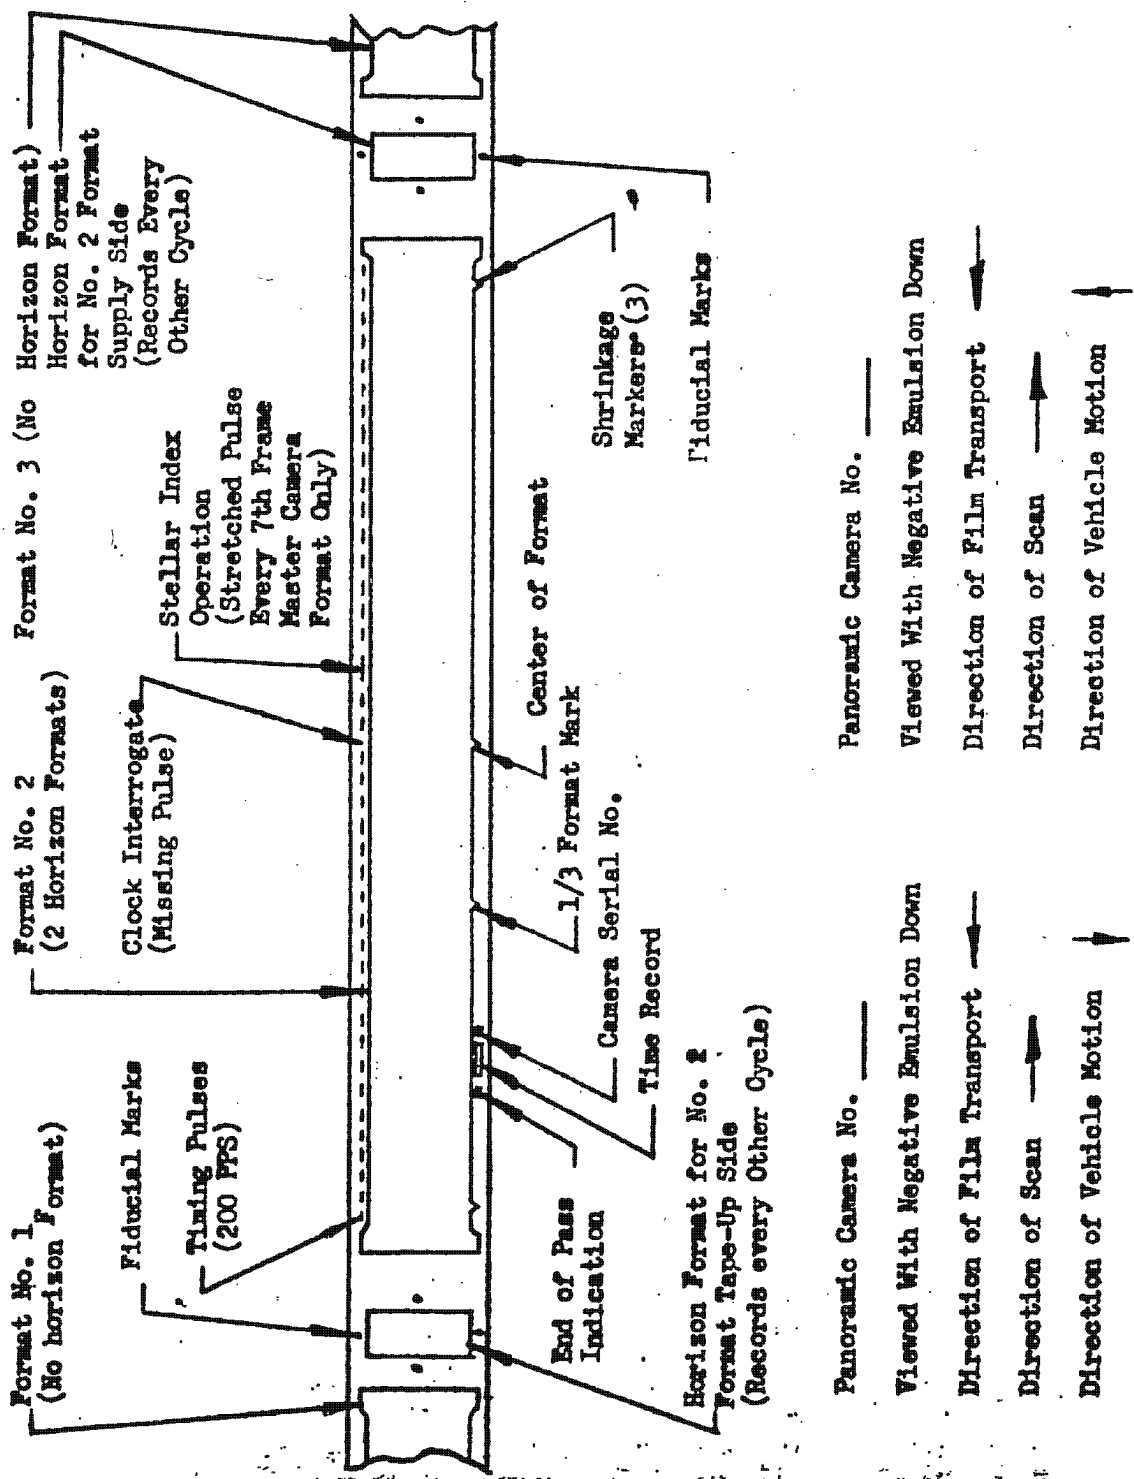 Format No. 1
(No horizon Format)
Fiducial Marks
Timing Pulses
(200 PPS)
Format No. 2
(2 Horizon Formats)
Clock Interrogate
(Missing Pulse)
Format No. 3 (No Horizon Format)
Horizon Format
for No. 2 Format
Supply Side
(Records Every
Other Cycle)
Stellar Index
Operation
(Stretched Pulse
Every 7th Frame
Master Camera
Format Only)
End of Pass
Indication
Horizon Format for No. 2
Format Tape-Up Side
(Records every Other Cycle)
Time Record
Camera Serial No.
1/3 Format Mark
Center of Format
Shrinkage
Markers (3)
Fiducial Marks
Panoramic Camera No.
Viewed With Negative Emulsion Down
Direction of Film Transport
Direction of Scan
Direction of Vehicle Motion
Panoramic Camera No.
Viewed With Negative Emulsion Down
Direction of Film Transport
Direction of Scan
Direction of Vehicle Motion